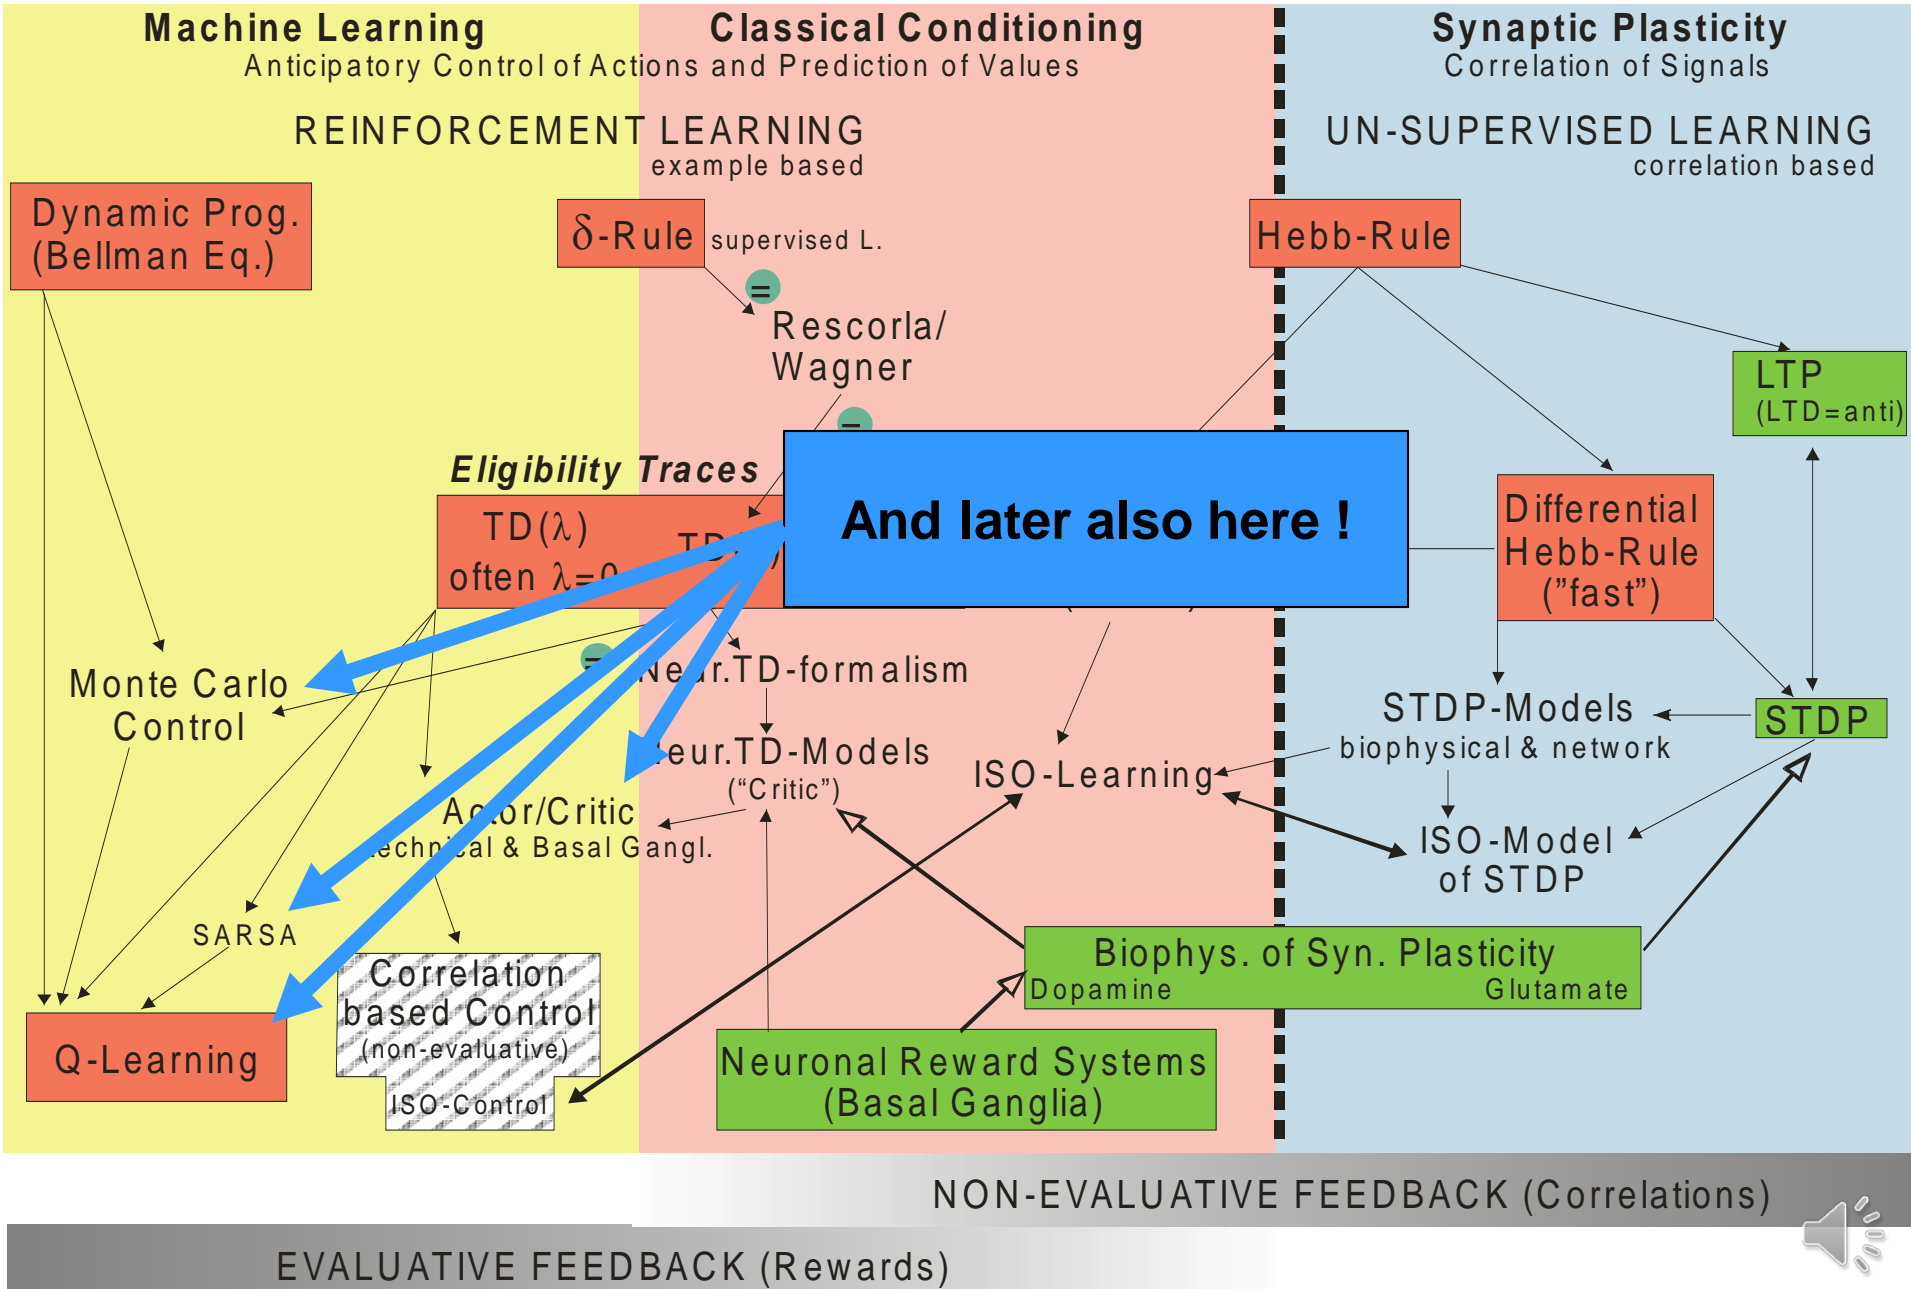 Machine Learning
Classical Conditioning
Synaptic Plasticity
Anticipatory Control of Actions and Prediction of Values
Correlation of Signals
REINFORCEMENT LEARNING
example based
UN-SUPERVISED LEARNING
correlation based
Dynamic Prog.
(Bellman Eq.)
δ-Rule
supervised L.
=
Rescorla/
Wagner
=
Hebb-Rule
LTP
(LTD=anti)
Eligibility Traces
TD(λ)
often λ=0
And later also here !
Differential
Hebb-Rule
("fast")
Monte Carlo
Control
=
Neur.TD-formalism
Neur.TD-Models
("Critic")
ISO-Learning
STDP-Models
biophysical & network
STDP
Actor/Critic
technical & Basal Gangl.
ISO-Model
of STDP
SARSA
Correlation
based Control
(non-evaluative)
ISO-Control
Biophys. of Syn. Plasticity
Dopamine
Glutamate
Q-Learning
Neuronal Reward Systems
(Basal Ganglia)
NON-EVALUATIVE FEEDBACK (Correlations)
EVALUATIVE FEEDBACK (Rewards)